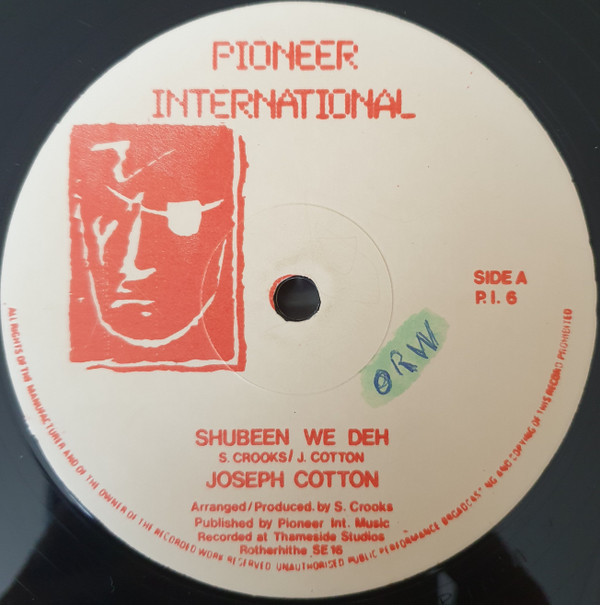 PIONEER
INTERNATIONAL
SIDE A
P.I. 6
ORW
SHUBEEN WE DEH
S. CROOKS/ J. COTTON
JOSEPH COTTON
Arranged/Produced by S. Crooks
Published by Pioneer Int. Music
Recorded at Thameside Studios
Rotherhithe SE 16
ALL RIGHTS OF THE MANUFACTURER AND OF THE OWNER OF THE RECORDED WORK RESERVED UNAUTHORISED PUBLIC PERFORMANCE BROADCASTING AND COPYING OF THIS RECORD PROHIBITED